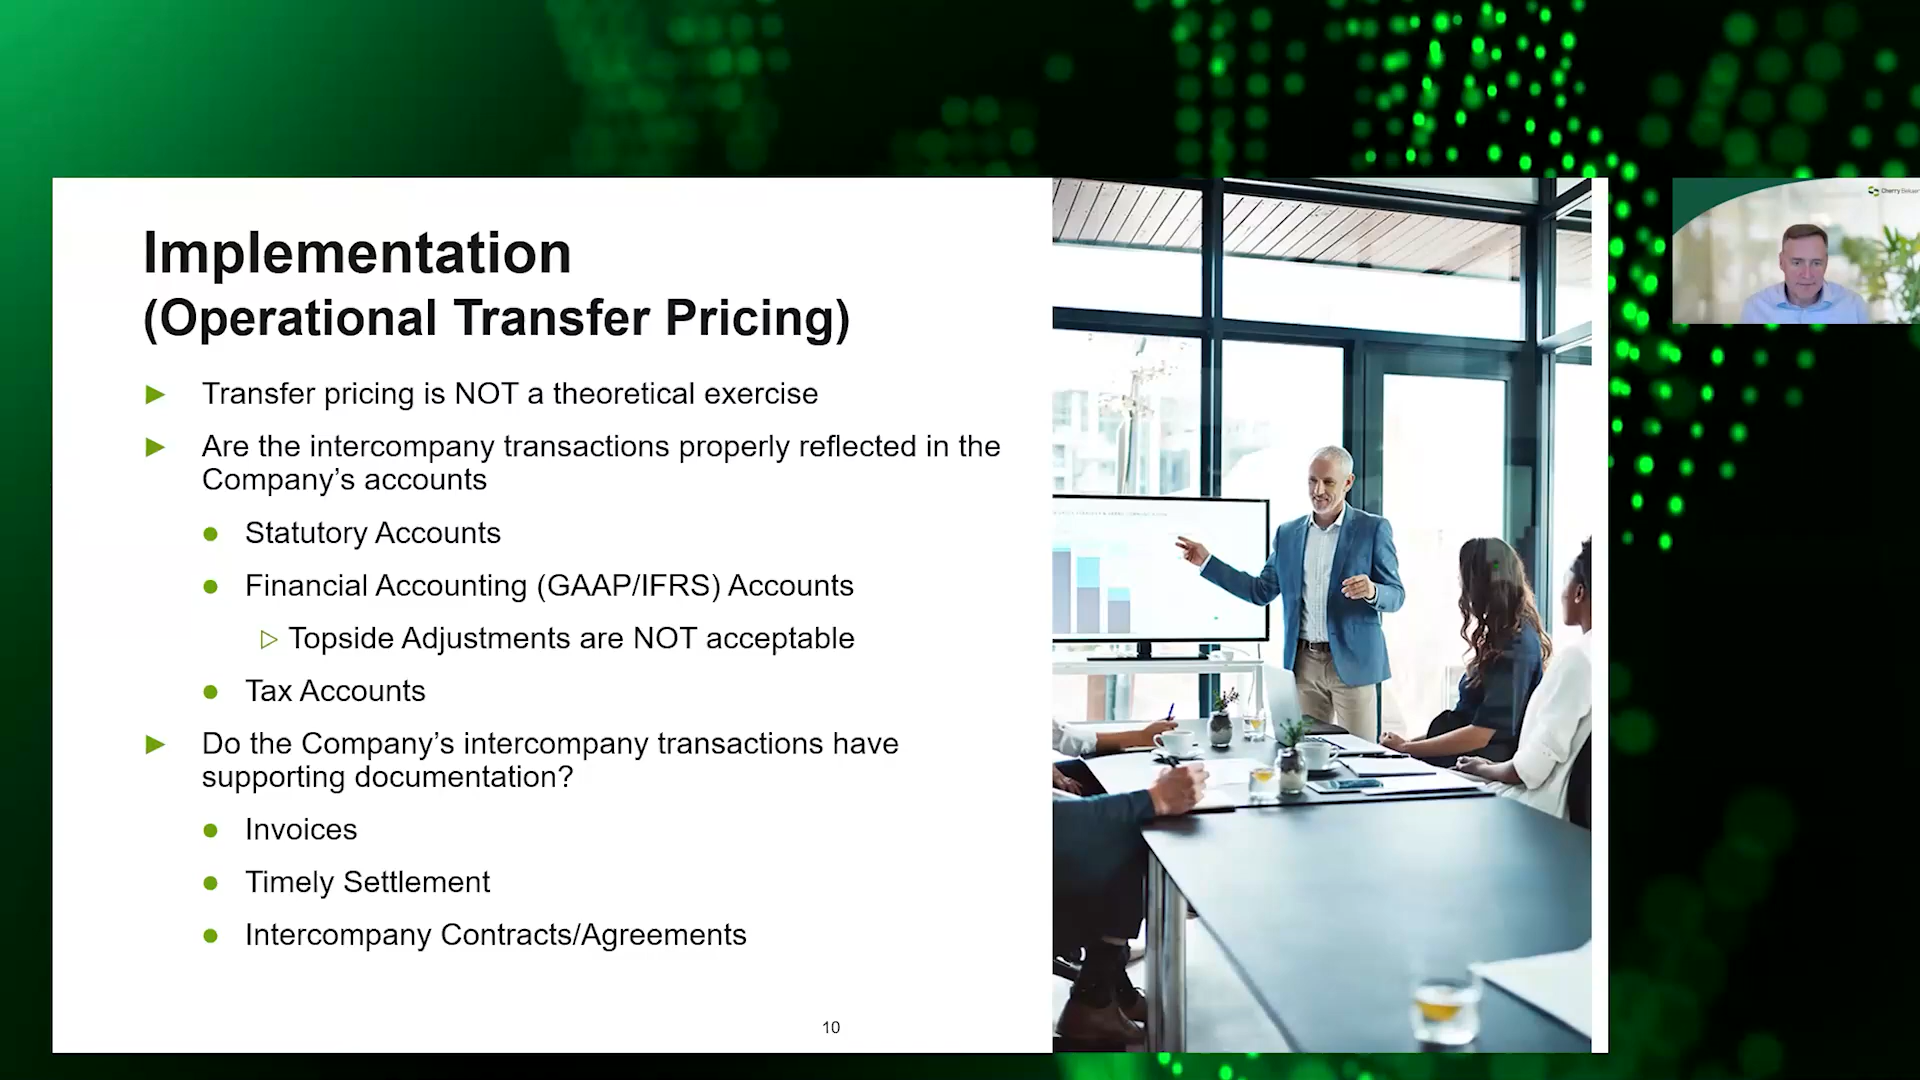 Implementation
(Operational Transfer Pricing)
Transfer pricing is NOT a theoretical exercise
Are the intercompany transactions properly reflected in the
Company’s accounts
Statutory Accounts
Financial Accounting (GAAP/IFRS) Accounts
Topside Adjustments are NOT acceptable
Tax Accounts
Do the Company’s intercompany transactions have
supporting documentation?
Invoices
Timely Settlement
Intercompany Contracts/Agreements
10
Cherry